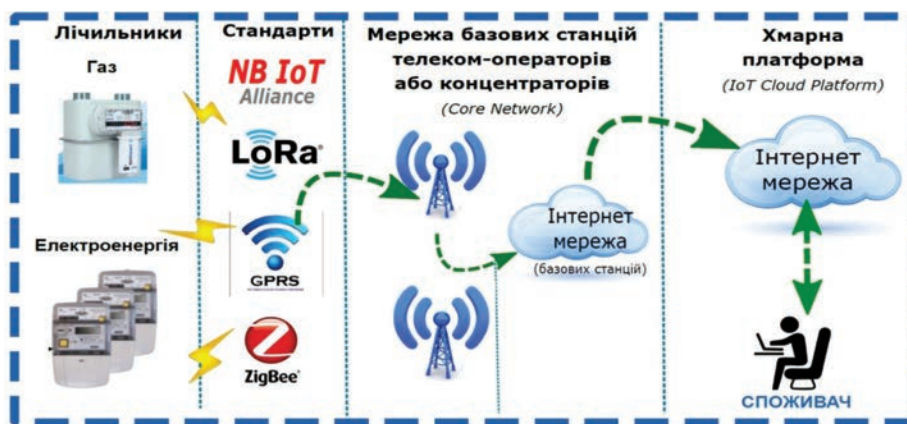 Лічильники
Газ
Електроенергія
Стандарти
NB IoT
Alliance
LoRa®
GPRS
ZigBee®
Мережа базових станцій
телеком-операторів
або концентраторів
(Core Network)
Інтернет
мережа
(базових станцій)
Хмарна
платформа
(IoT Cloud Platform)
Інтернет
мережа
СПОЖИВАЧ